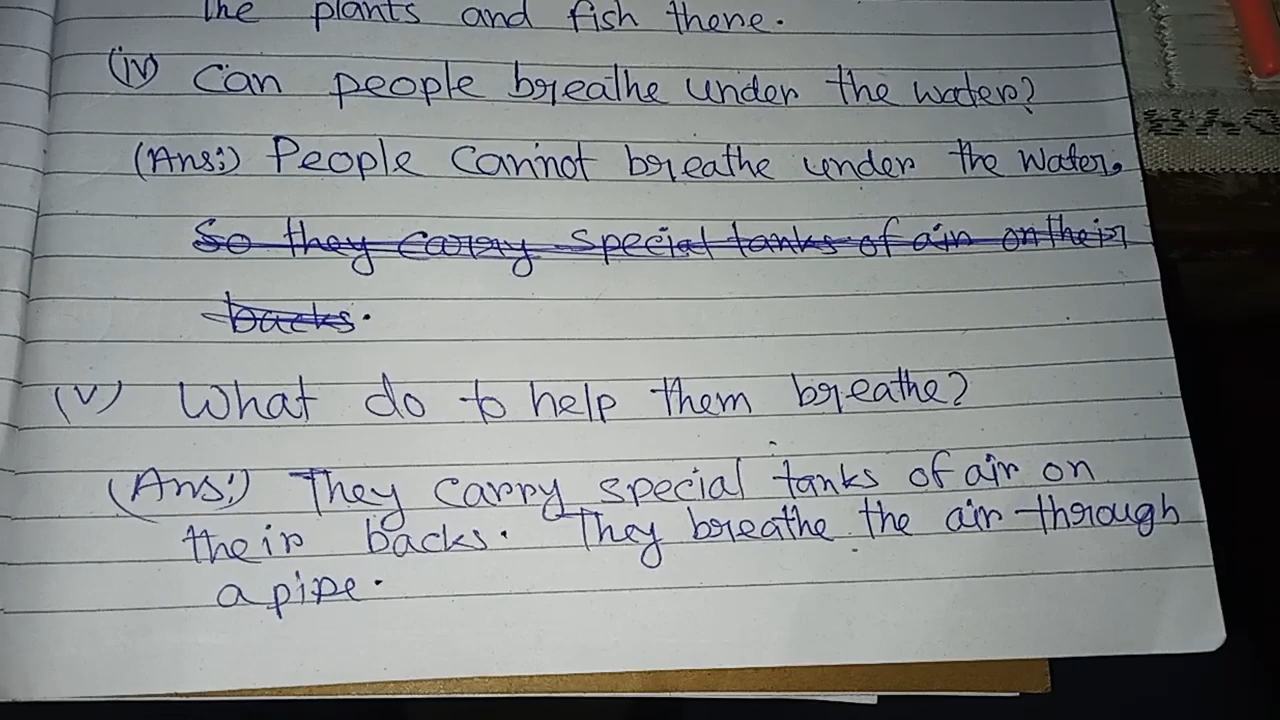 the plants and fish there.
(iv) Can people breathe under the water?
(Ans:) People cannot breathe under the water.
So they carry special tanks of air on their
backs.
(v) What do to help them breathe?
(Ans:) They carry special tanks of air on
their backs. They breathe the air through
a pipe.